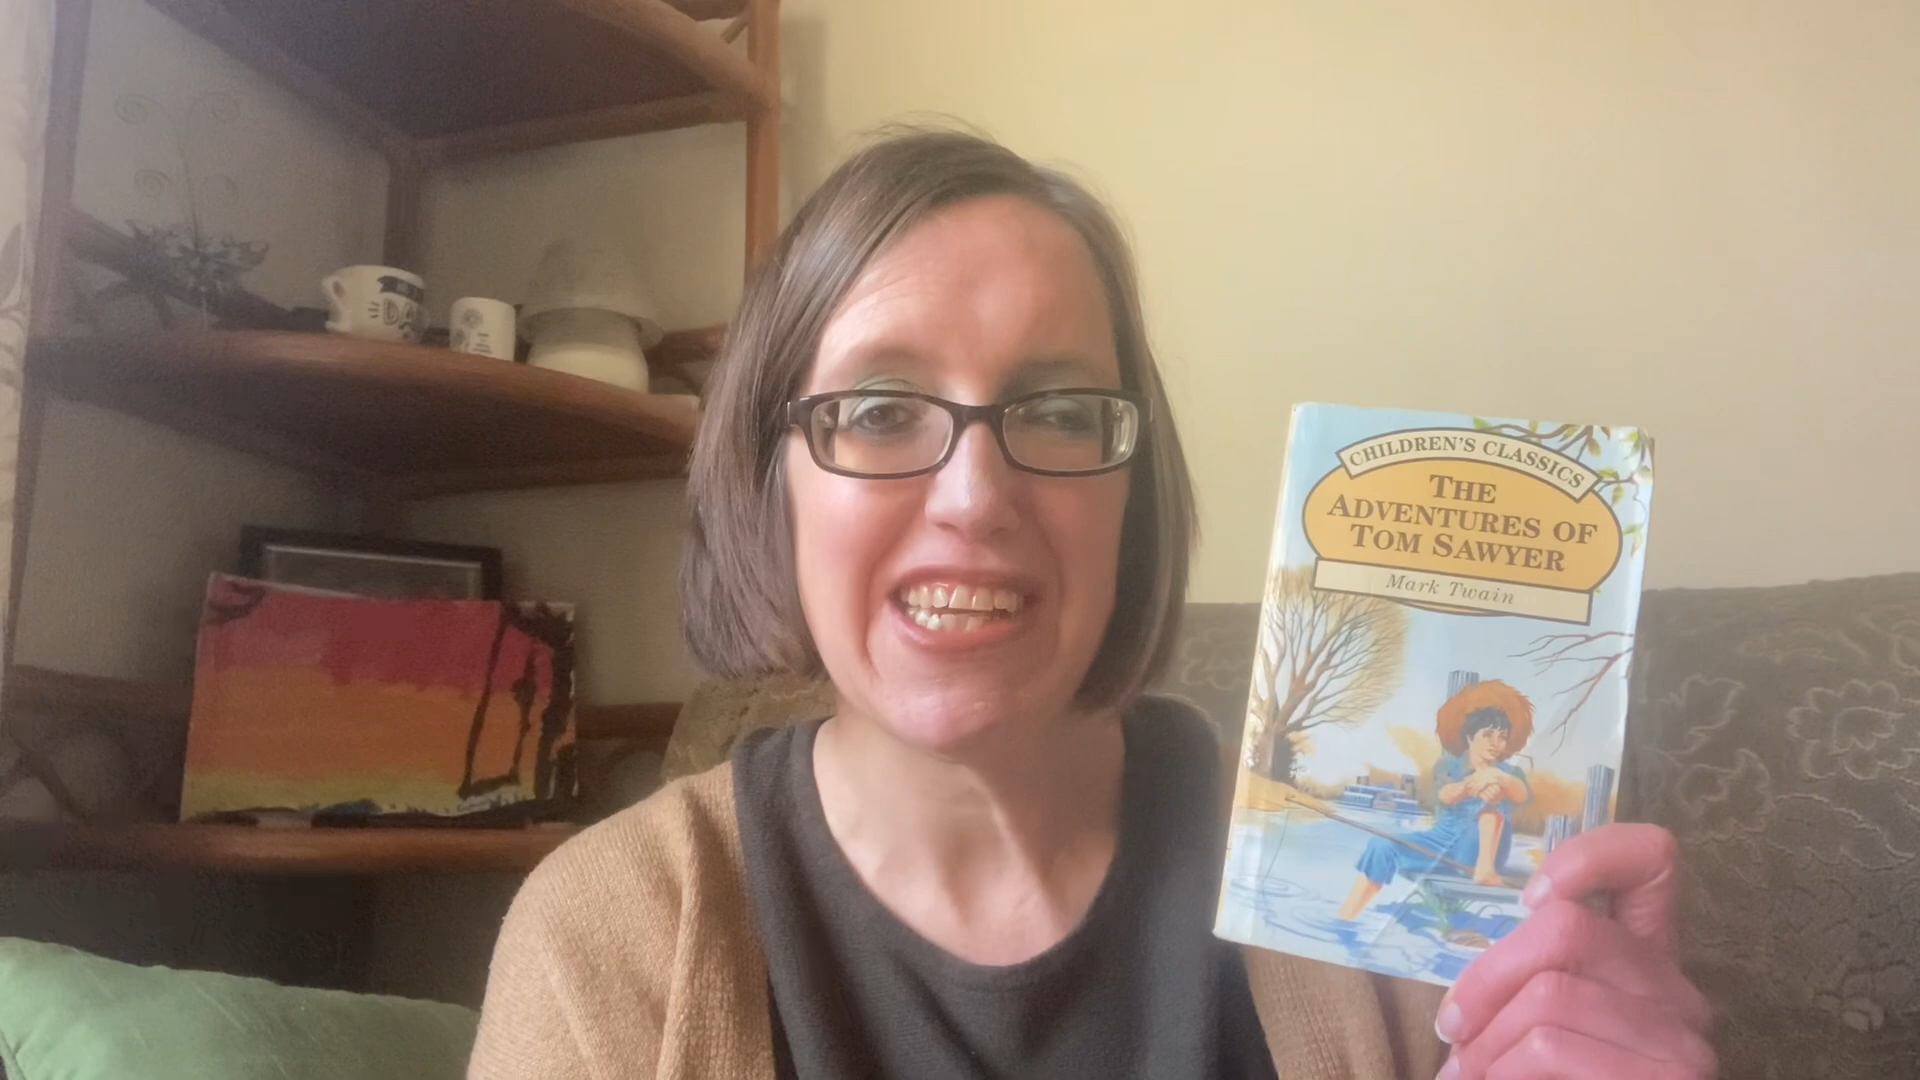 CHILDREN'S CLASSICS
THE
ADVENTURES OF
TOM SAWYER
Mark Twain